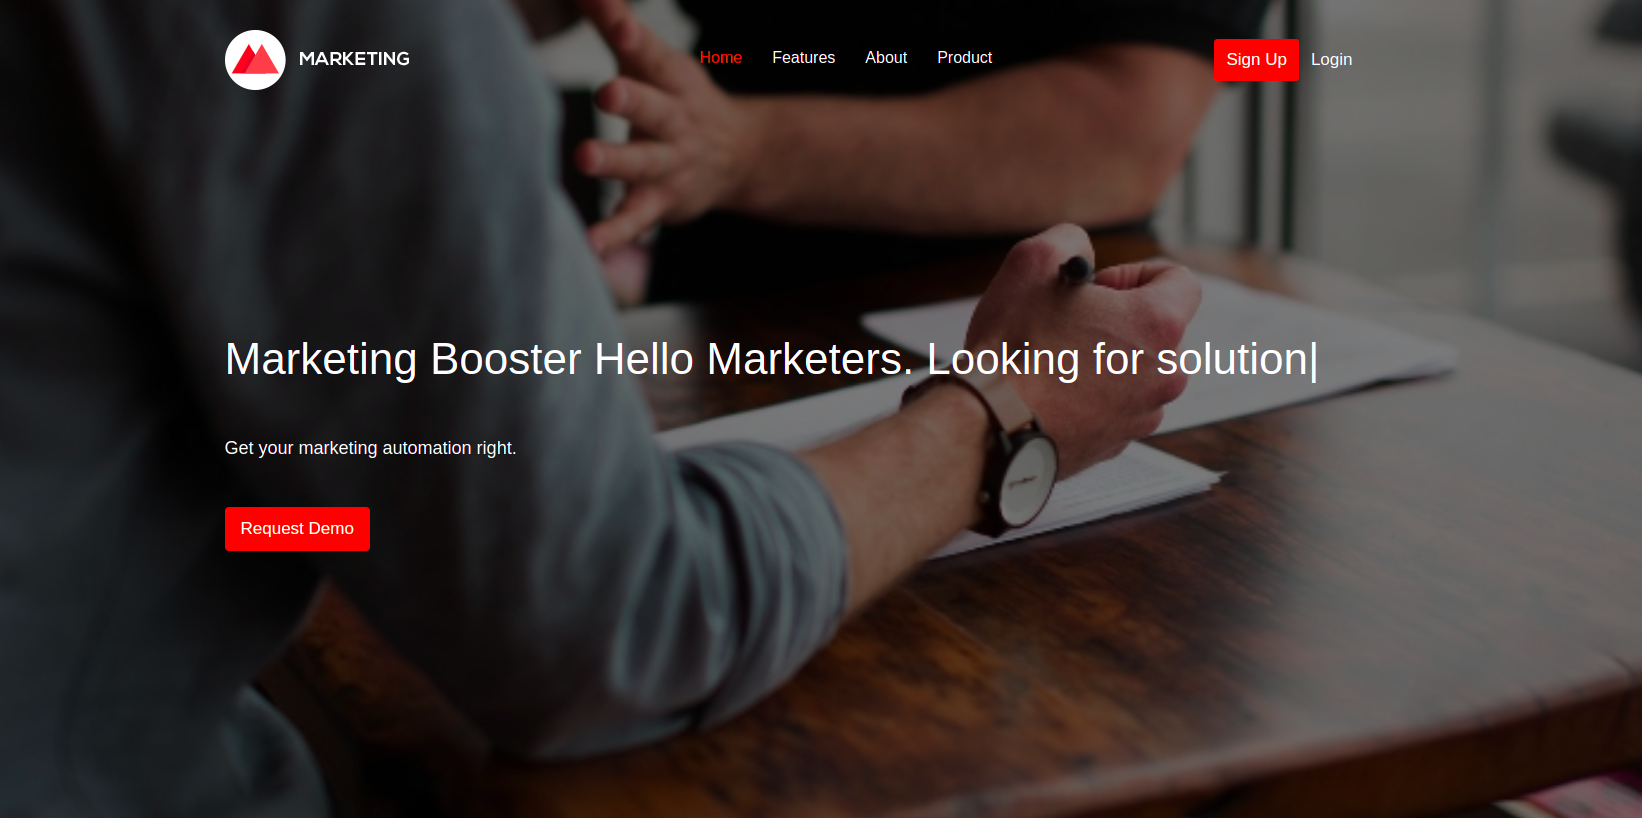 MARKETING
Home Features About Product
Sign Up Login
Marketing Booster Hello Marketers. Looking for solution|
Get your marketing automation right.
Request Demo